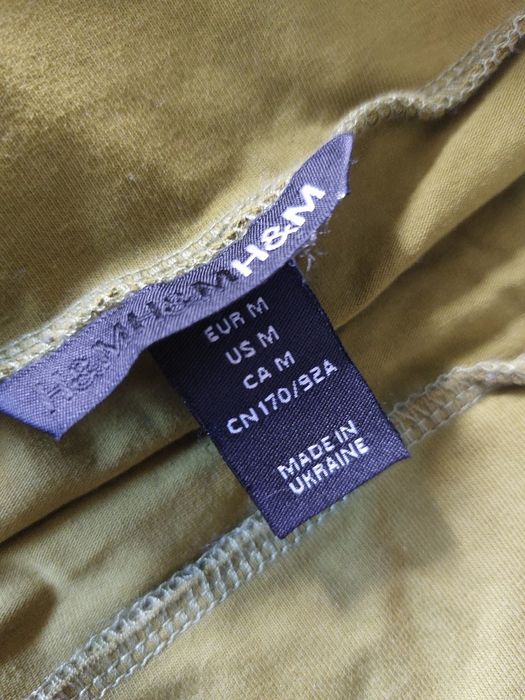 H&MH&MH&M
EUR M
US M
CA M
CN170/92A
MADE IN
UKRAINE